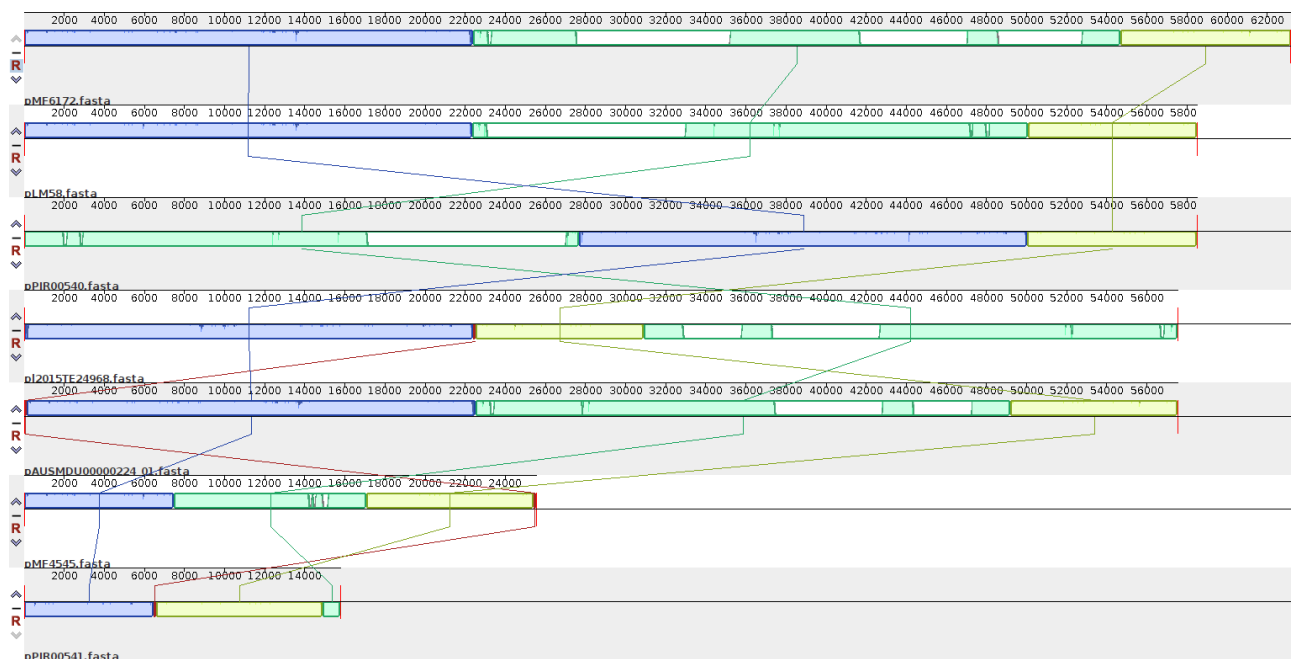 2000 4000 6000 8000 10000 12000 14000 16000 18000 20000 22000 24000 26000 28000 30000 32000 34000 36000 38000 40000 42000 44000 46000 48000 50000 52000 54000 56000 58000 60000 62000
R
pMF6172.fasta
2000 4000 6000 8000 10000 12000 14000 16000 18000 20000 22000 24000 26000 28000 30000 32000 34000 36000 38000 40000 42000 44000 46000 48000 50000 52000 54000 56000 5800
R
pLM58.fasta
2000 4000 6000 8000 10000 12000 14000 16000 18000 20000 22000 24000 26000 28000 30000 32000 34000 36000 38000 40000 42000 44000 46000 48000 50000 52000 54000 56000 5800
R
pPIR00540.fasta
2000 4000 6000 8000 10000 12000 14000 16000 18000 20000 22000 24000 26000 28000 30000 32000 34000 36000 38000 40000 42000 44000 46000 48000 50000 52000 54000 56000
R
pI2015TE24968.fasta
2000 4000 6000 8000 10000 12000 14000 16000 18000 20000 22000 24000 26000 28000 30000 32000 34000 36000 38000 40000 42000 44000 46000 48000 50000 52000 54000 56000
R
pAUSMDU00000224_01.fasta
2000 4000 6000 8000 10000 12000 14000 16000 18000 20000 22000 24000
R
pMF4545.fasta
2000 4000 6000 8000 10000 12000 14000
R
pPIR00541.fasta